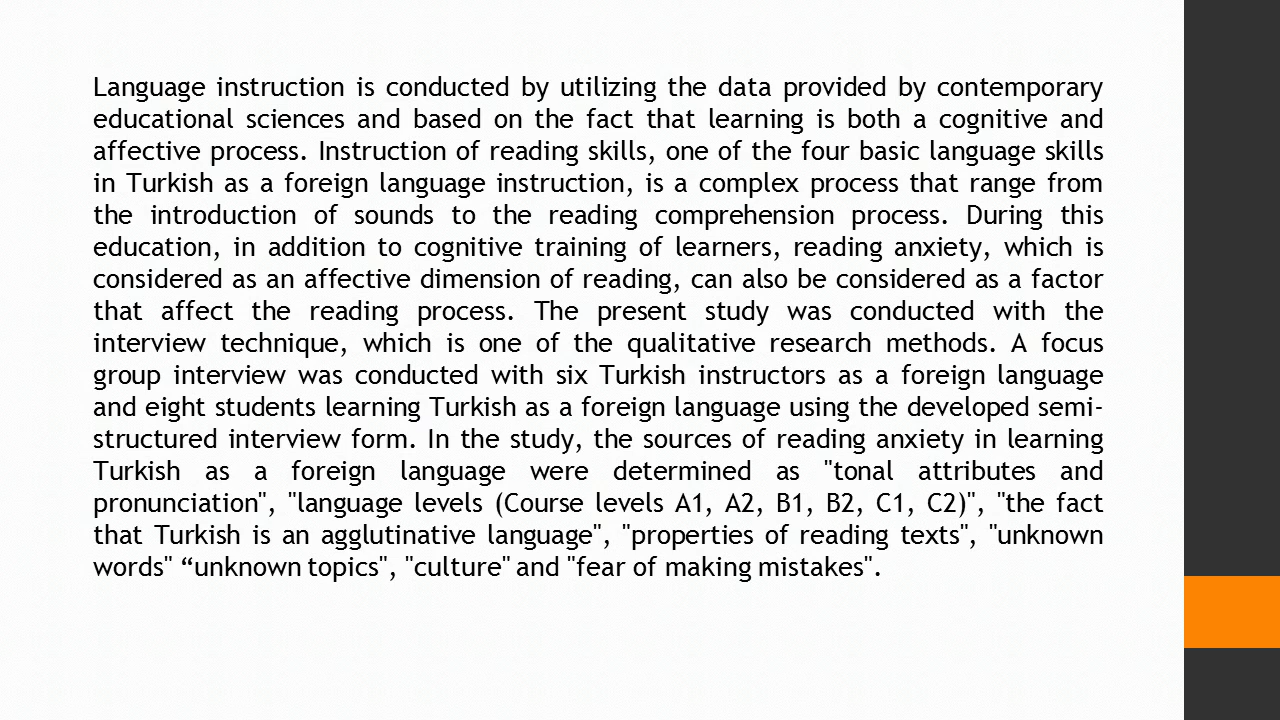 Language instruction is conducted by utilizing the data provided by contemporary
educational sciences and based on the fact that learning is both a cognitive and
affective process. Instruction of reading skills, one of the four basic language skills
in Turkish as a foreign language instruction, is a complex process that range from
the introduction of sounds to the reading comprehension process. During this
education, in addition to cognitive training of learners, reading anxiety, which is
considered as an affective dimension of reading, can also be considered as a factor
that affect the reading process. The present study was conducted with the
interview technique, which is one of the qualitative research methods. A focus
group interview was conducted with six Turkish instructors as a foreign language
and eight students learning Turkish as a foreign language using the developed semi-
structured interview form. In the study, the sources of reading anxiety in learning
Turkish as a foreign language were determined as "tonal attributes and
pronunciation", "language levels (Course levels A1, A2, B1, B2, C1, C2)", "the fact
that Turkish is an agglutinative language", "properties of reading texts", "unknown
words" “unknown topics", "culture" and "fear of making mistakes".